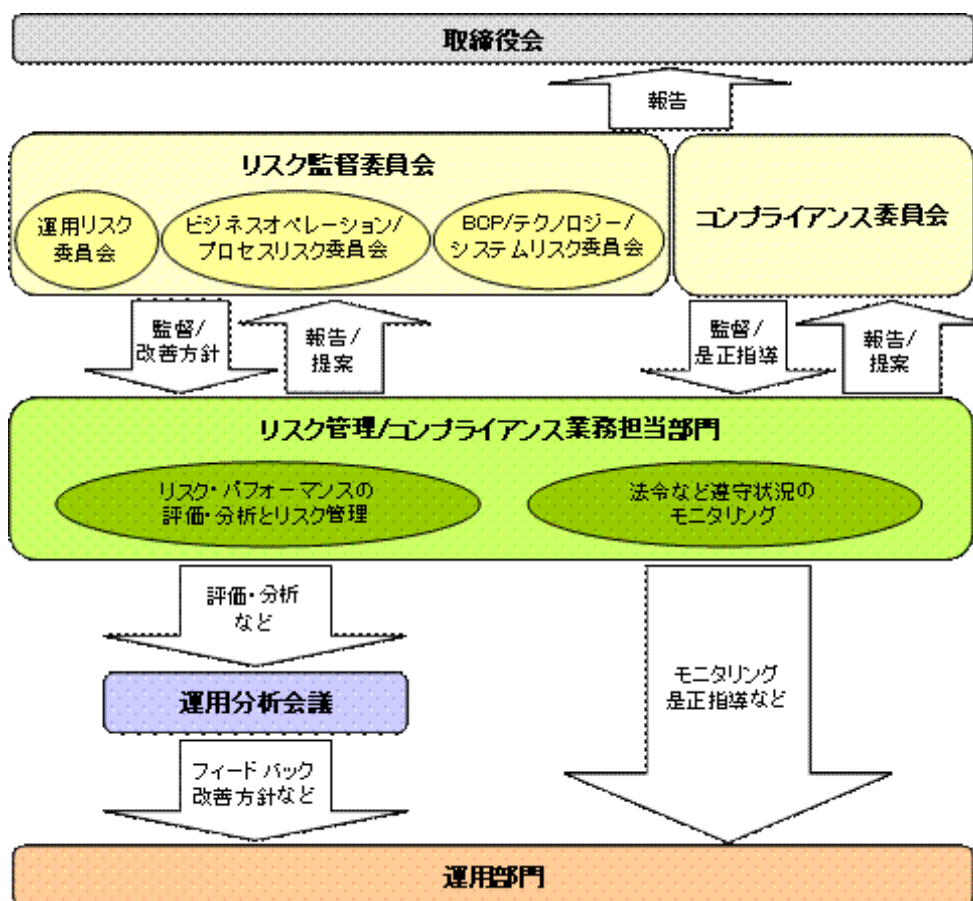 取締役会
報告
リスク監督委員会
運用リスク
委員会
ビジネスオペレーション/
プロセスリスク委員会
BCP/テクノロジー/
システムリスク委員会
コンプライアンス委員会
監督/
改善方針
報告/
提案
監督/
是正指導
報告/
提案
リスク管理/コンプライアンス業務担当部門
リスク・パフォーマンスの
評価・分析とリスク管理
法令など遵守状況の
モニタリング
評価・分析
など
運用分析会議
モニタリング
是正指導など
フィードバック
改善方針など
運用部門